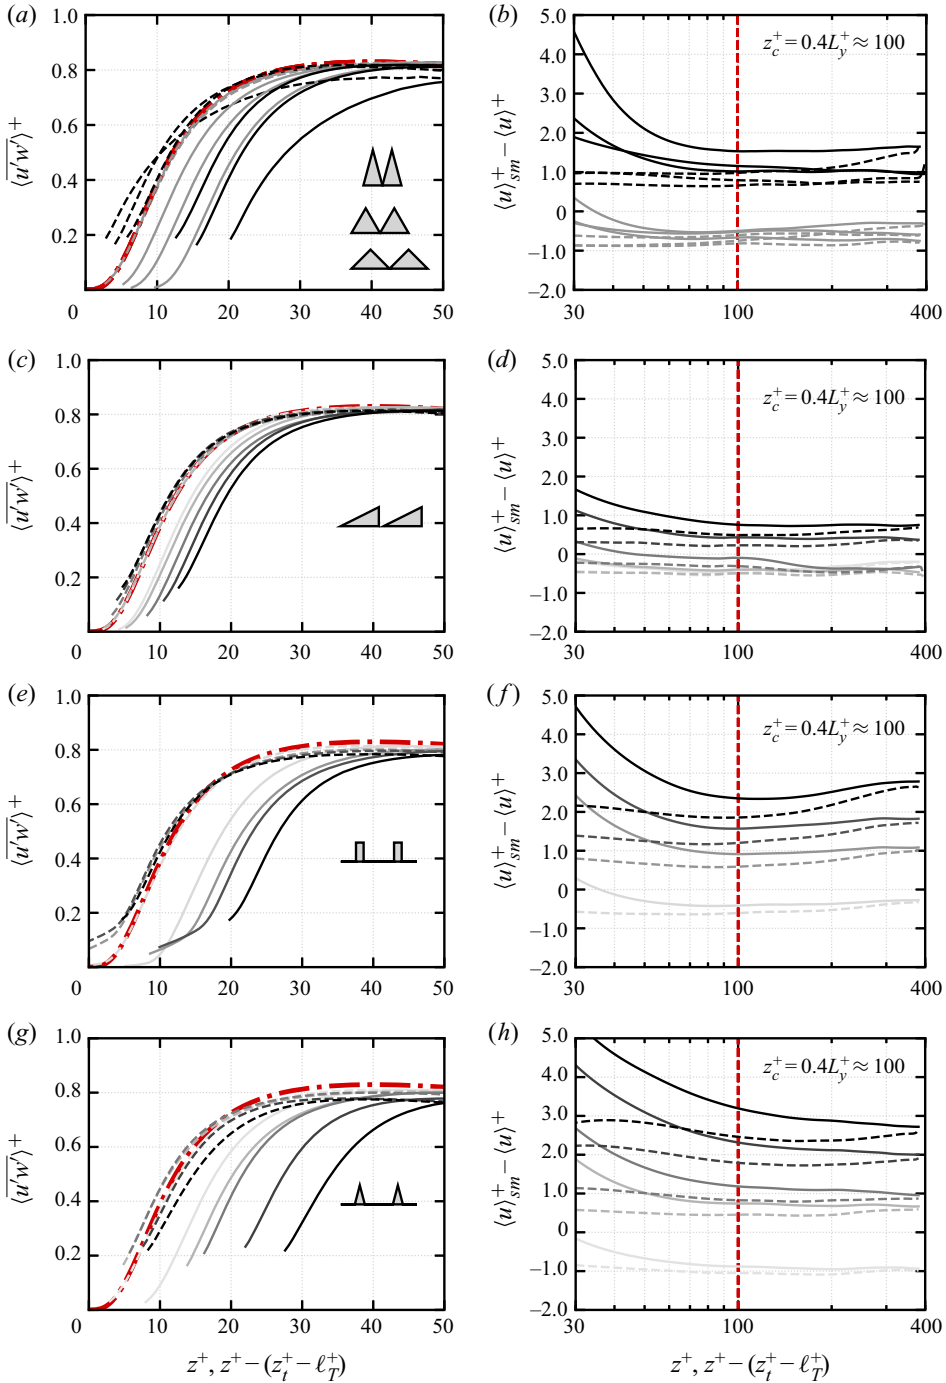 (a)
1.0
0.8
0.6
0.4
0.2
0 10 20 30 40 50
⟨u′w′⟩⁺
(b)
5.0
4.0
3.0
2.0
1.0
0
–1.0
–2.0
30 100 400
⟨u⟩⁺sm – ⟨u⟩⁺
z⁺c = 0.4L⁺y ≈ 100
(c)
1.0
0.8
0.6
0.4
0.2
0 10 20 30 40 50
⟨u′w′⟩⁺
(d)
5.0
4.0
3.0
2.0
1.0
0
–1.0
–2.0
30 100 400
⟨u⟩⁺sm – ⟨u⟩⁺
z⁺c = 0.4L⁺y ≈ 100
(e)
1.0
0.8
0.6
0.4
0.2
0 10 20 30 40 50
⟨u′w′⟩⁺
(f)
5.0
4.0
3.0
2.0
1.0
0
–1.0
–2.0
30 100 400
⟨u⟩⁺sm – ⟨u⟩⁺
z⁺c = 0.4L⁺y ≈ 100
(g)
1.0
0.8
0.6
0.4
0.2
0 10 20 30 40 50
⟨u′w′⟩⁺
z⁺, z⁺ – (z⁺t – ℓ⁺T)
(h)
5.0
4.0
3.0
2.0
1.0
0
–1.0
–2.0
30 100 400
⟨u⟩⁺sm – ⟨u⟩⁺
z⁺c = 0.4L⁺y ≈ 100
z⁺, z⁺ – (z⁺t – ℓ⁺T)